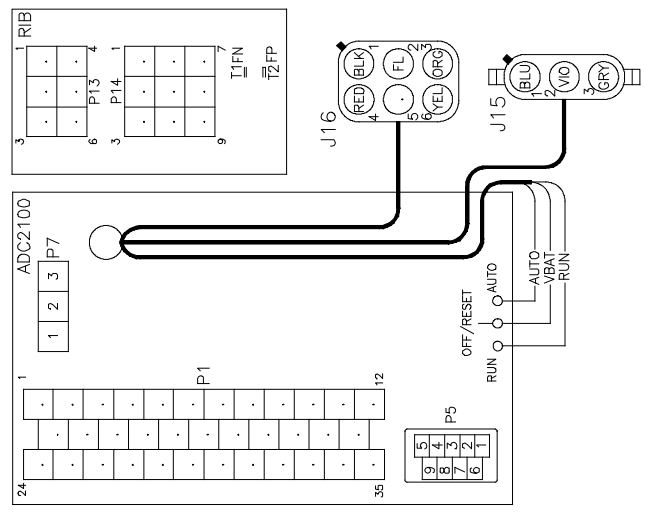 RIB
1 4
P13
3 6
1 7
P14
3 9
T1FN
T2FP
J16
BLK FL ORG
1 2 3
RED . YEL
4 5 6
J15
BLU VIO GRY
1 2 3
ADC2100
P7
3
2
1
AUTO
OFF/RESET
RUN
AUTO
VBAT
RUN
P1
1 12
24 35
P5
5 4 3 2 1
9 8 7 6